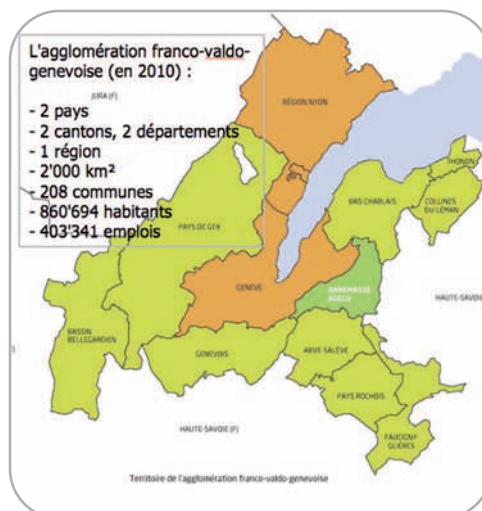 L'agglomération franco-valdo-
genevoise (en 2010) :
- 2 pays
- 2 cantons, 2 départements
- 1 région
- 2'000 km²
- 208 communes
- 860'694 habitants
- 403'341 emplois
JURA (F)
RÉGION NYON
THONON
BAS CHABLAIS
COLLINES
DU LÉMAN
PAYS DE GEX
GENÈVE
ANNEMASSE
AGGLO
HAUTE-SAVOIE
BASSIN
BELLEGARDIEN
GENEVOIS
ARVE-SALÈVE
PAYS ROCHOIS
FAUCIGNY
GLIÈRES
HAUTE-SAVOIE (F)
Territoire de l'agglomération franco-valdo-genevoise